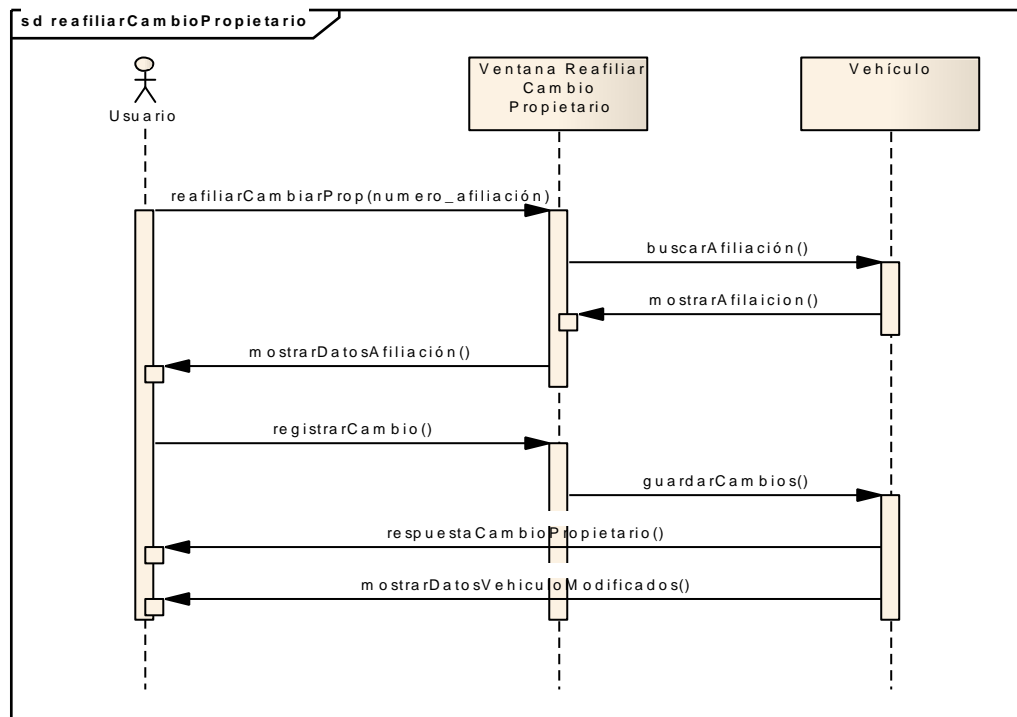 sd reafiliarCambioPropietario
Usuario
Ventana Reafiliar
Cambio
Propietario
Vehículo
reafiliarCambiarProp(numero_afiliación)
buscarAfiliación()
mostrarAfilaicion()
mostrarDatosAfiliación()
registrarCambio()
guardarCambios()
respuestaCambioPropietario()
mostrarDatosVehiculoModificados()